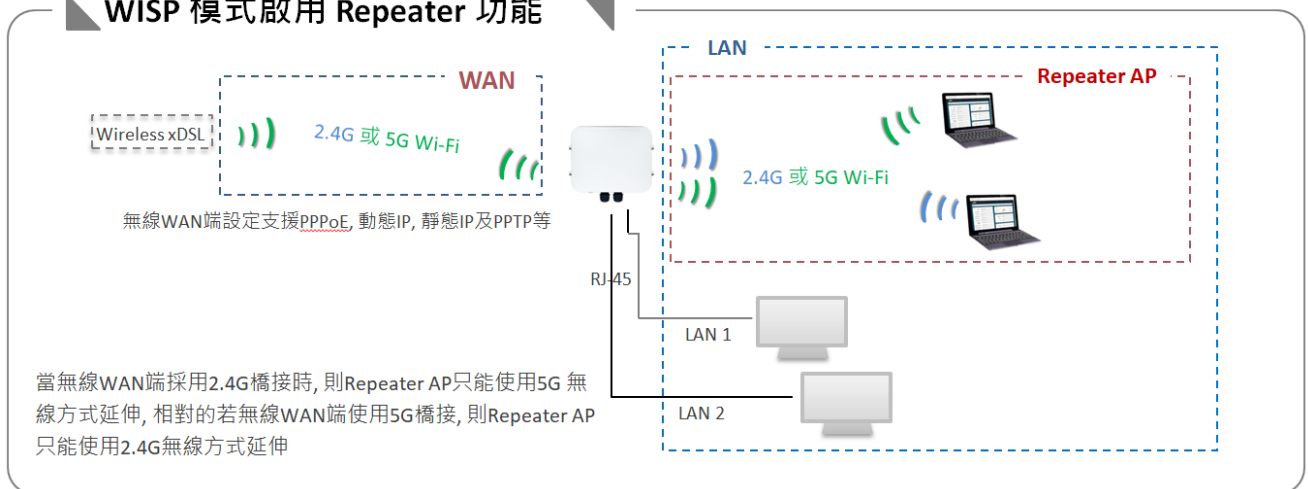 WISP 模式啟用 Repeater 功能
LAN
WAN
Repeater AP
Wireless xDSL
2.4G 或 5G Wi-Fi
2.4G 或 5G Wi-Fi
無線WAN端設定支援PPPoE, 動態IP, 靜態IP及PPTP等
RJ-45
LAN 1
當無線WAN端採用2.4G橋接時, 則Repeater AP只能使用5G 無
線方式延伸, 相對的若無線WAN端使用5G橋接, 則Repeater AP
只能使用2.4G無線方式延伸
LAN 2